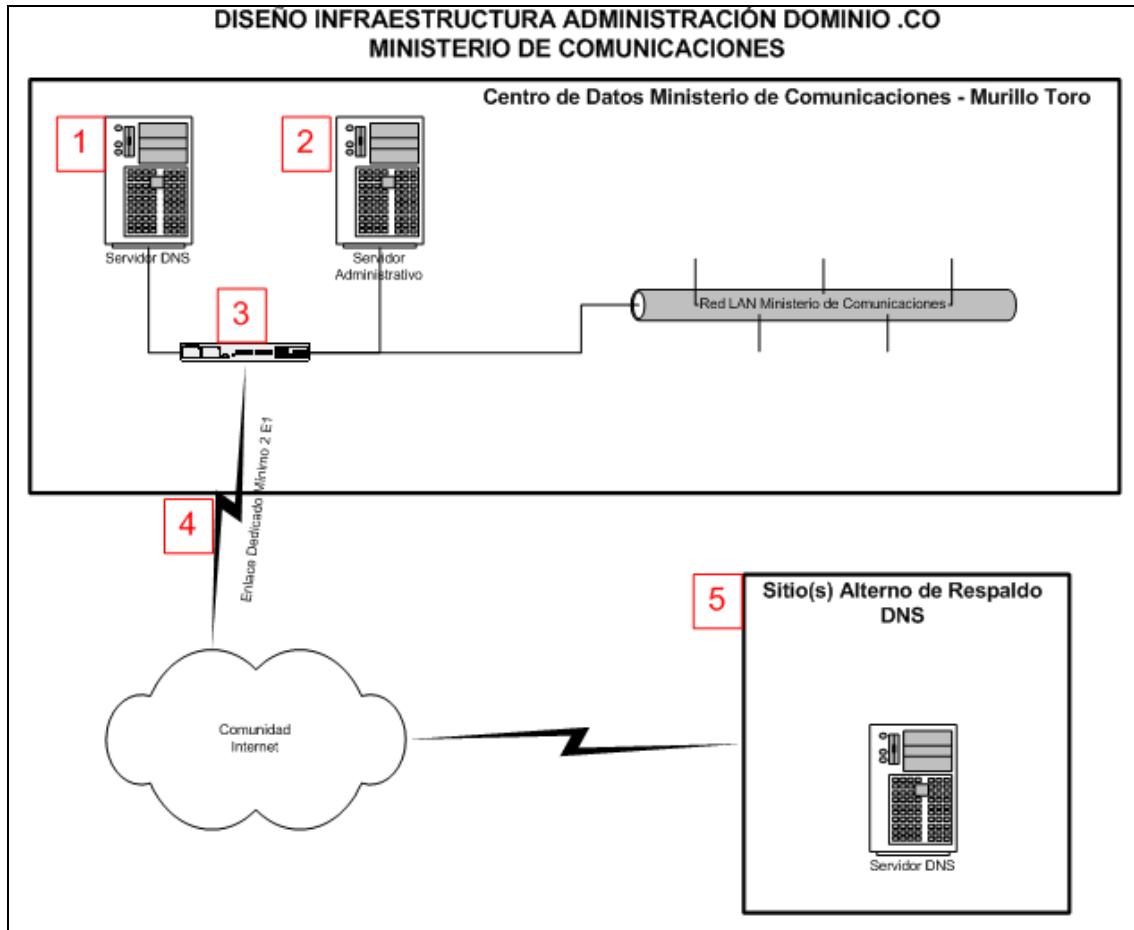 DISEÑO INFRAESTRUCTURA ADMINISTRACIÓN DOMINIO .CO
MINISTERIO DE COMUNICACIONES
Centro de Datos Ministerio de Comunicaciones - Murillo Toro
1
2
Servidor DNS
Servidor
Administrativo
Red LAN Ministerio de Comunicaciones
3
Enlace Dedicado Mínimo 2 E1
4
5
Sitio(s) Alterno de Respaldo
DNS
Comunidad
Internet
Servidor DNS